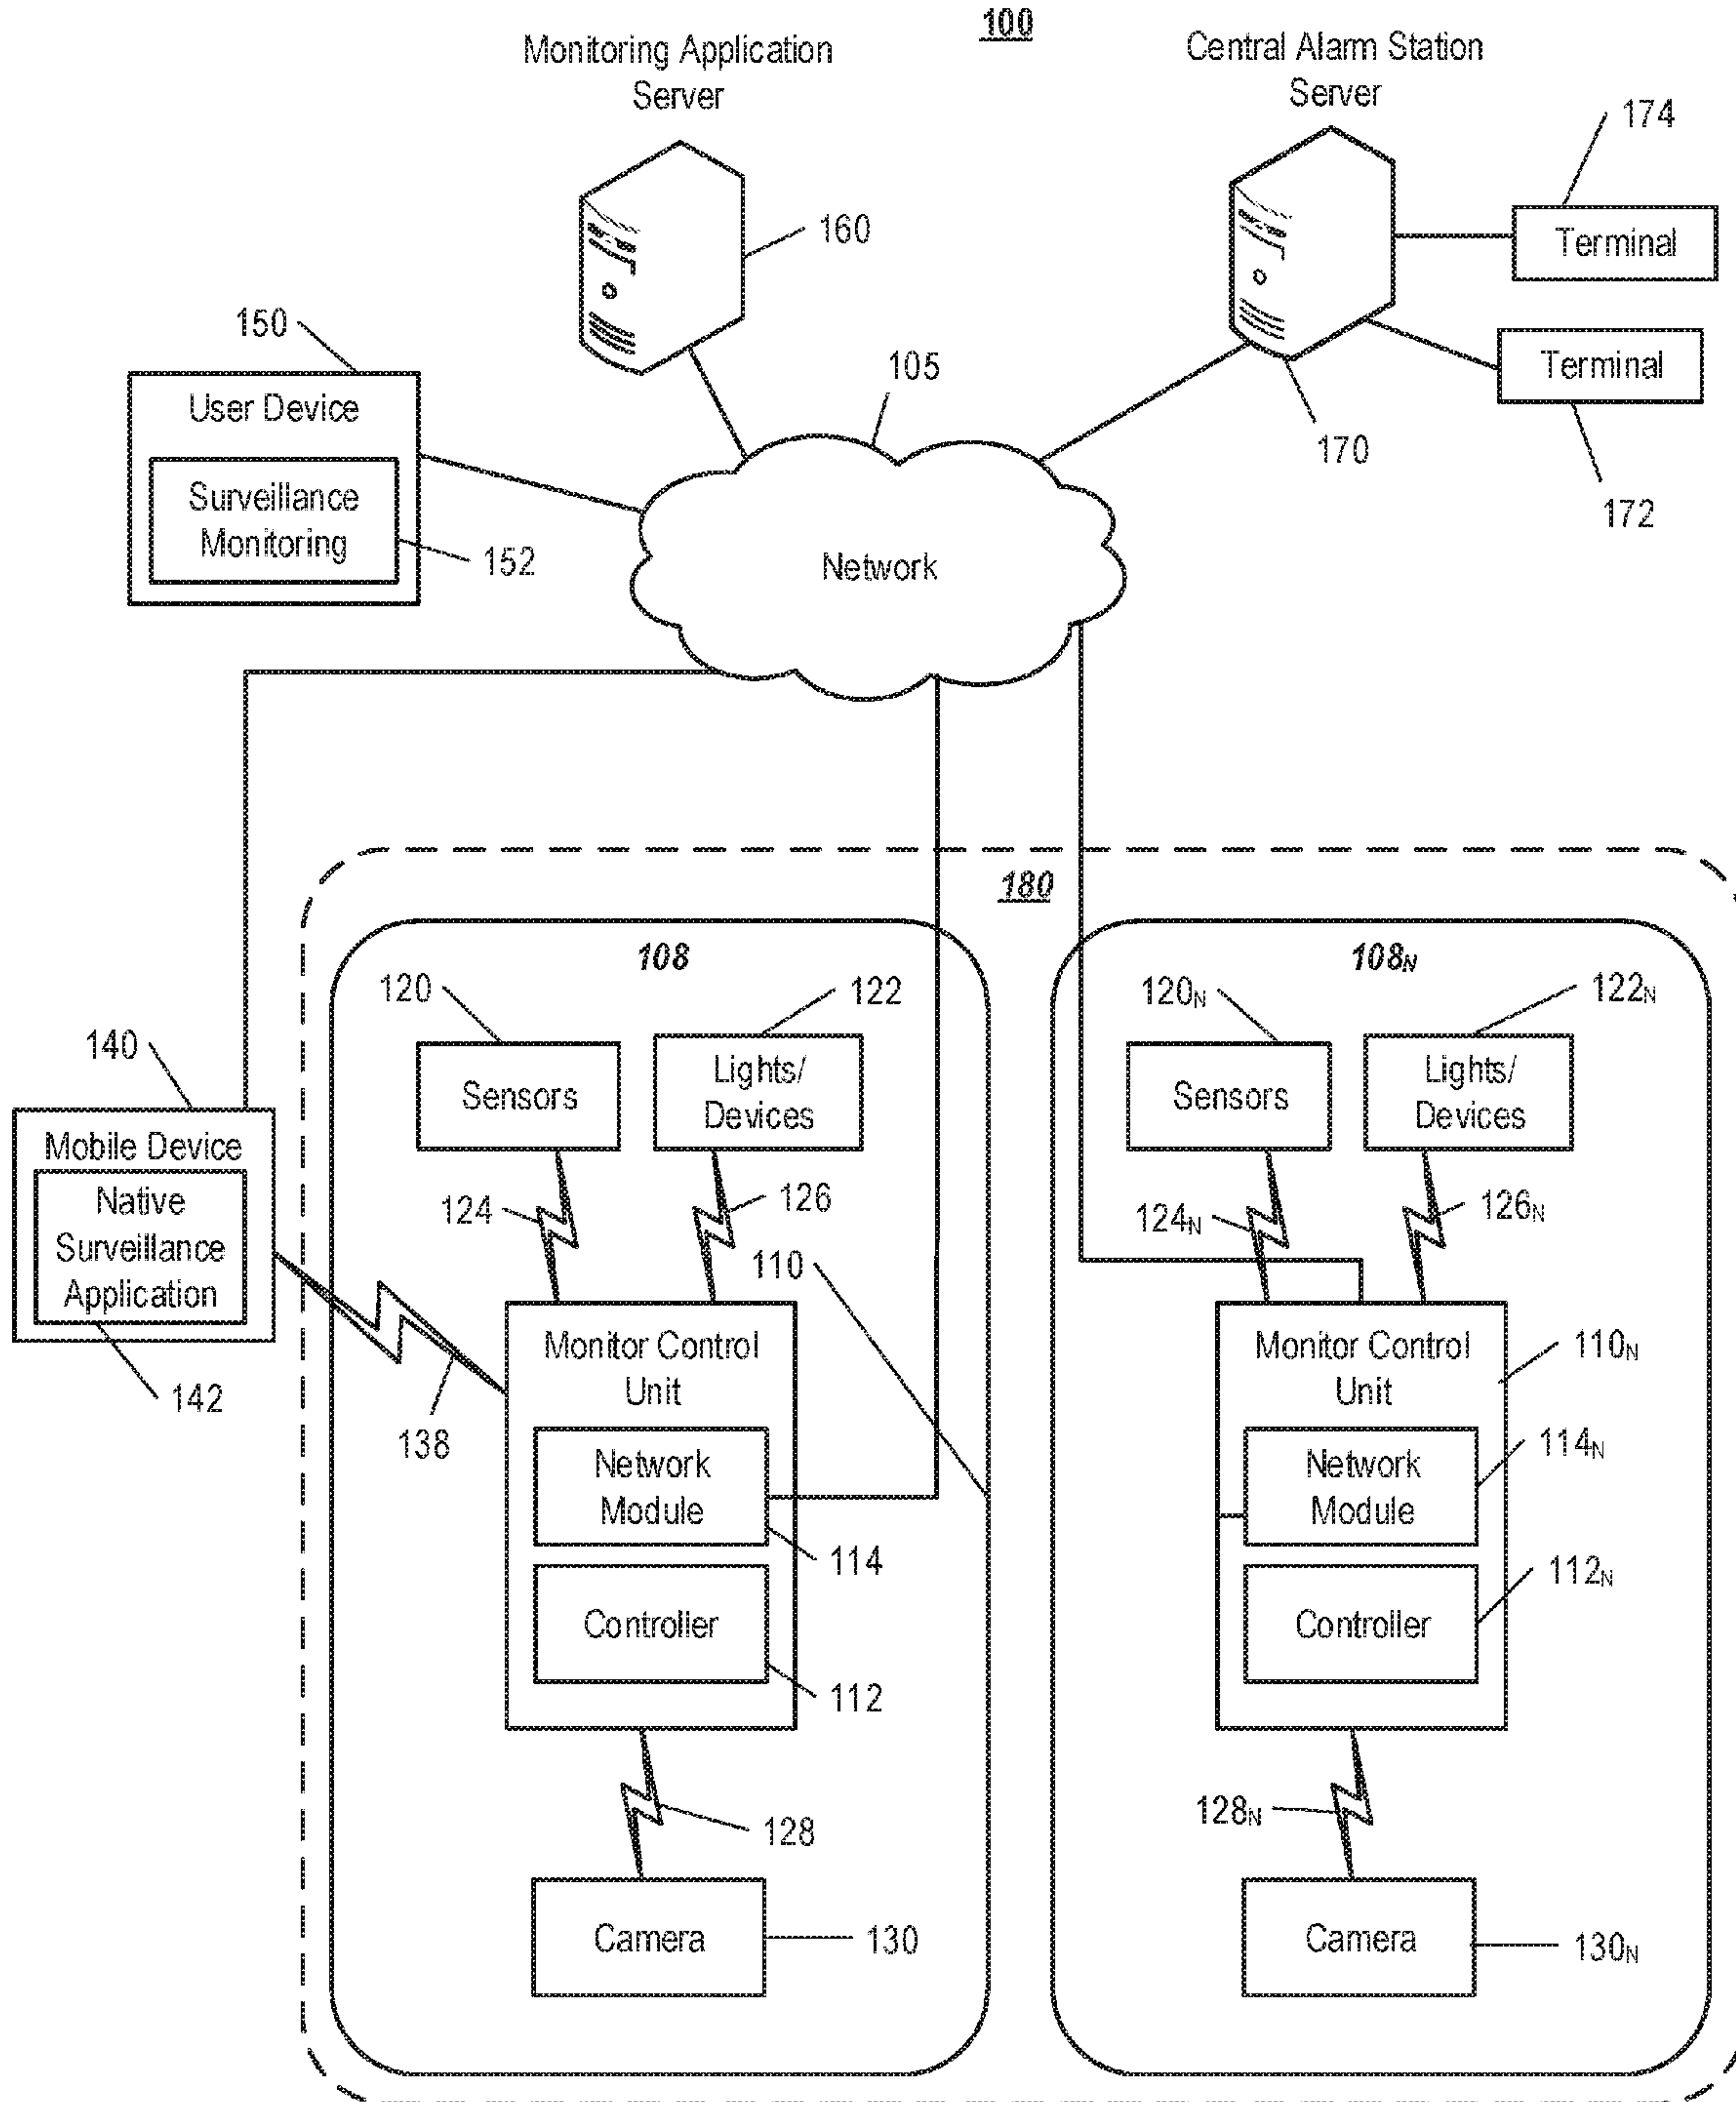 100
Monitoring Application
Server
Central Alarm Station
Server
174
Terminal
160
150
105
Terminal
User Device
170
172
Surveillance
Monitoring
152
Network
180
108
108N
120
122
120N
122N
140
Sensors
Lights/
Devices
Sensors
Lights/
Devices
Mobile Device
Native
Surveillance
Application
124
126
124N
126N
110
142
138
Monitor Control
Unit
Monitor Control
Unit
110N
Network
Module
114
Network
Module
114N
Controller
112
Controller
112N
128
128N
Camera
130
Camera
130N